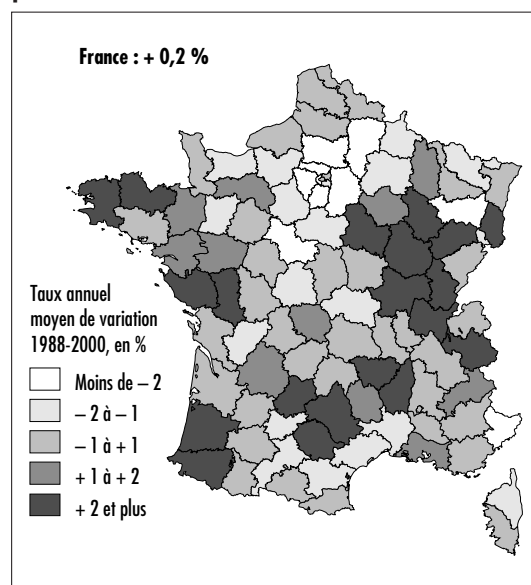 France : + 0,2 %
Taux annuel
moyen de variation
1988-2000, en %
Moins de – 2
– 2 à – 1
– 1 à + 1
+ 1 à + 2
+ 2 et plus